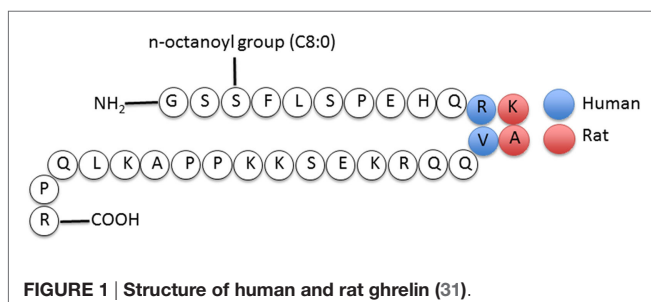 n-octanoyl group (C8:0)
NH2 G S S F L S P E H Q R K Human
V A Rat
Q L K A P P K K S E K R Q Q
P
R COOH
FIGURE 1 | Structure of human and rat ghrelin (31).